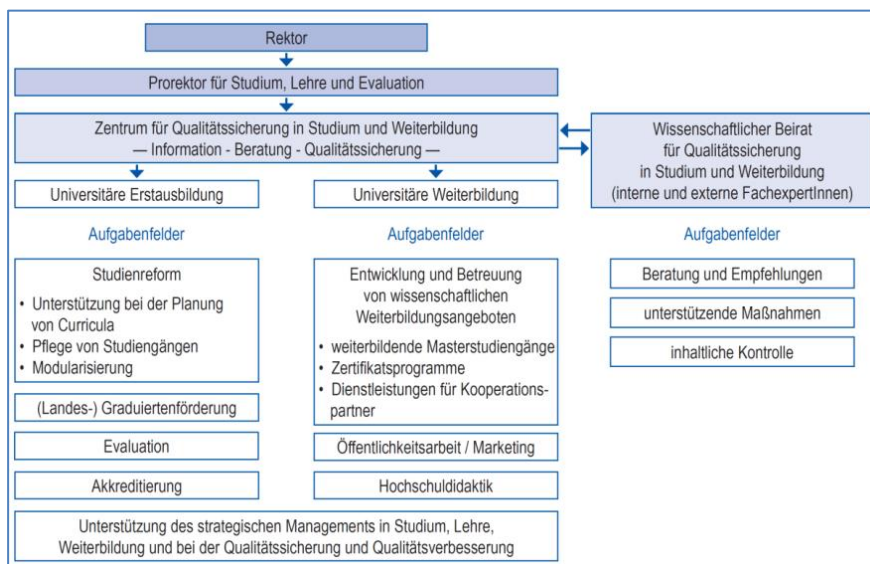 Rektor
Prorektor für Studium, Lehre und Evaluation
Zentrum für Qualitätssicherung in Studium und Weiterbildung
— Information - Beratung - Qualitätssicherung —
Wissenschaftlicher Beirat
für Qualitätssicherung
in Studium und Weiterbildung
(interne und externe FachexpertInnen)
Universitäre Erstausbildung
Aufgabenfelder
Studienreform
• Unterstützung bei der Planung
von Curricula
• Pflege von Studiengängen
• Modularisierung
(Landes-) Graduiertenförderung
Evaluation
Akkreditierung
Universitäre Weiterbildung
Aufgabenfelder
Entwicklung und Betreuung
von wissenschaftlichen
Weiterbildungsangeboten
• weiterbildende Masterstudiengänge
• Zertifikatsprogramme
• Dienstleistungen für Kooperations-
partner
Öffentlichkeitsarbeit / Marketing
Hochschuldidaktik
Aufgabenfelder
Beratung und Empfehlungen
unterstützende Maßnahmen
inhaltliche Kontrolle
Unterstützung des strategischen Managements in Studium, Lehre,
Weiterbildung und bei der Qualitätssicherung und Qualitätsverbesserung